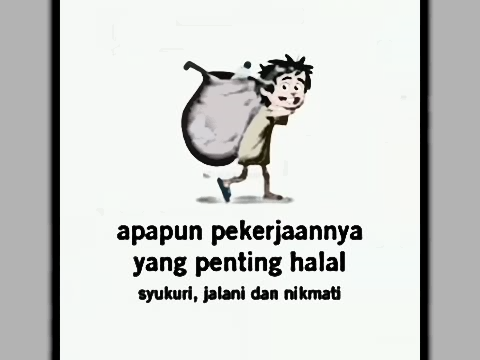 apapun pekerjaannya
yang penting halal
syukuri, jalani dan nikmati